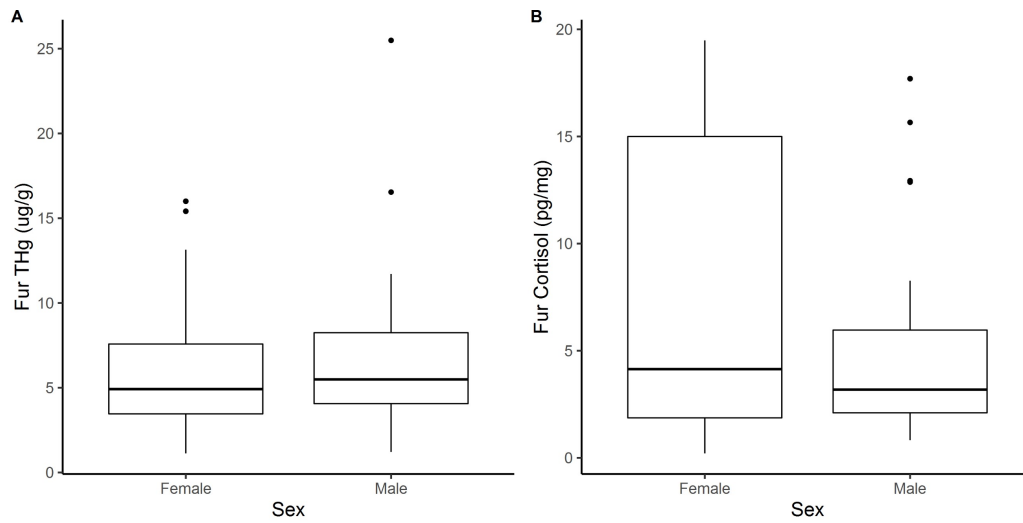 A
Fur THg (ug/g)
25
20
15
10
5
0
Female
Male
Sex
B
Fur Cortisol (pg/mg)
20
15
10
5
0
Female
Male
Sex